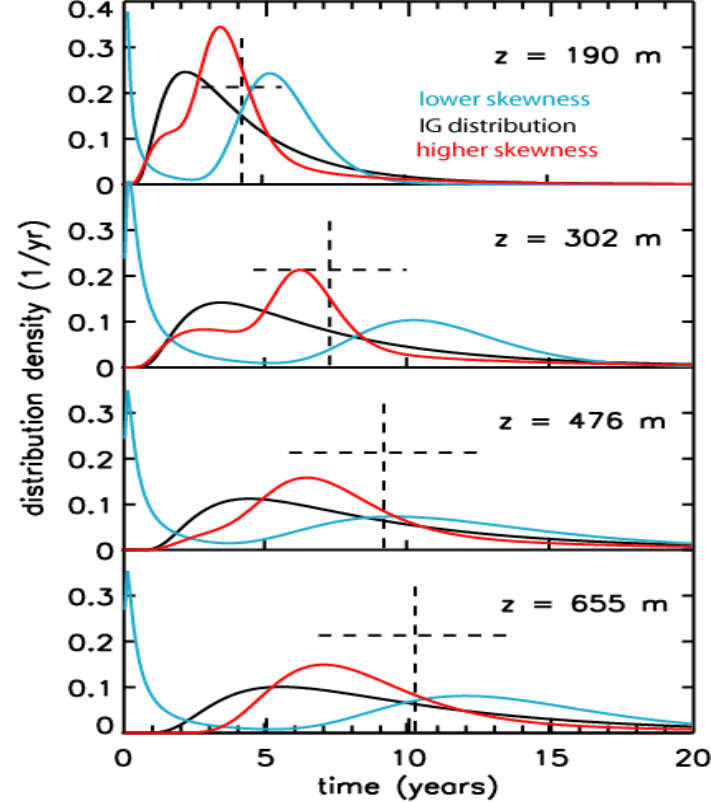 0.4
0.3
0.2
0.1
0
z = 190 m
lower skewness
IG distribution
higher skewness
0.3
0.2
0.1
0
z = 302 m
0.3
0.2
0.1
0
z = 476 m
0.3
0.2
0.1
0
z = 655 m
distribution density (1/yr)
0 5 10 15 20
time (years)